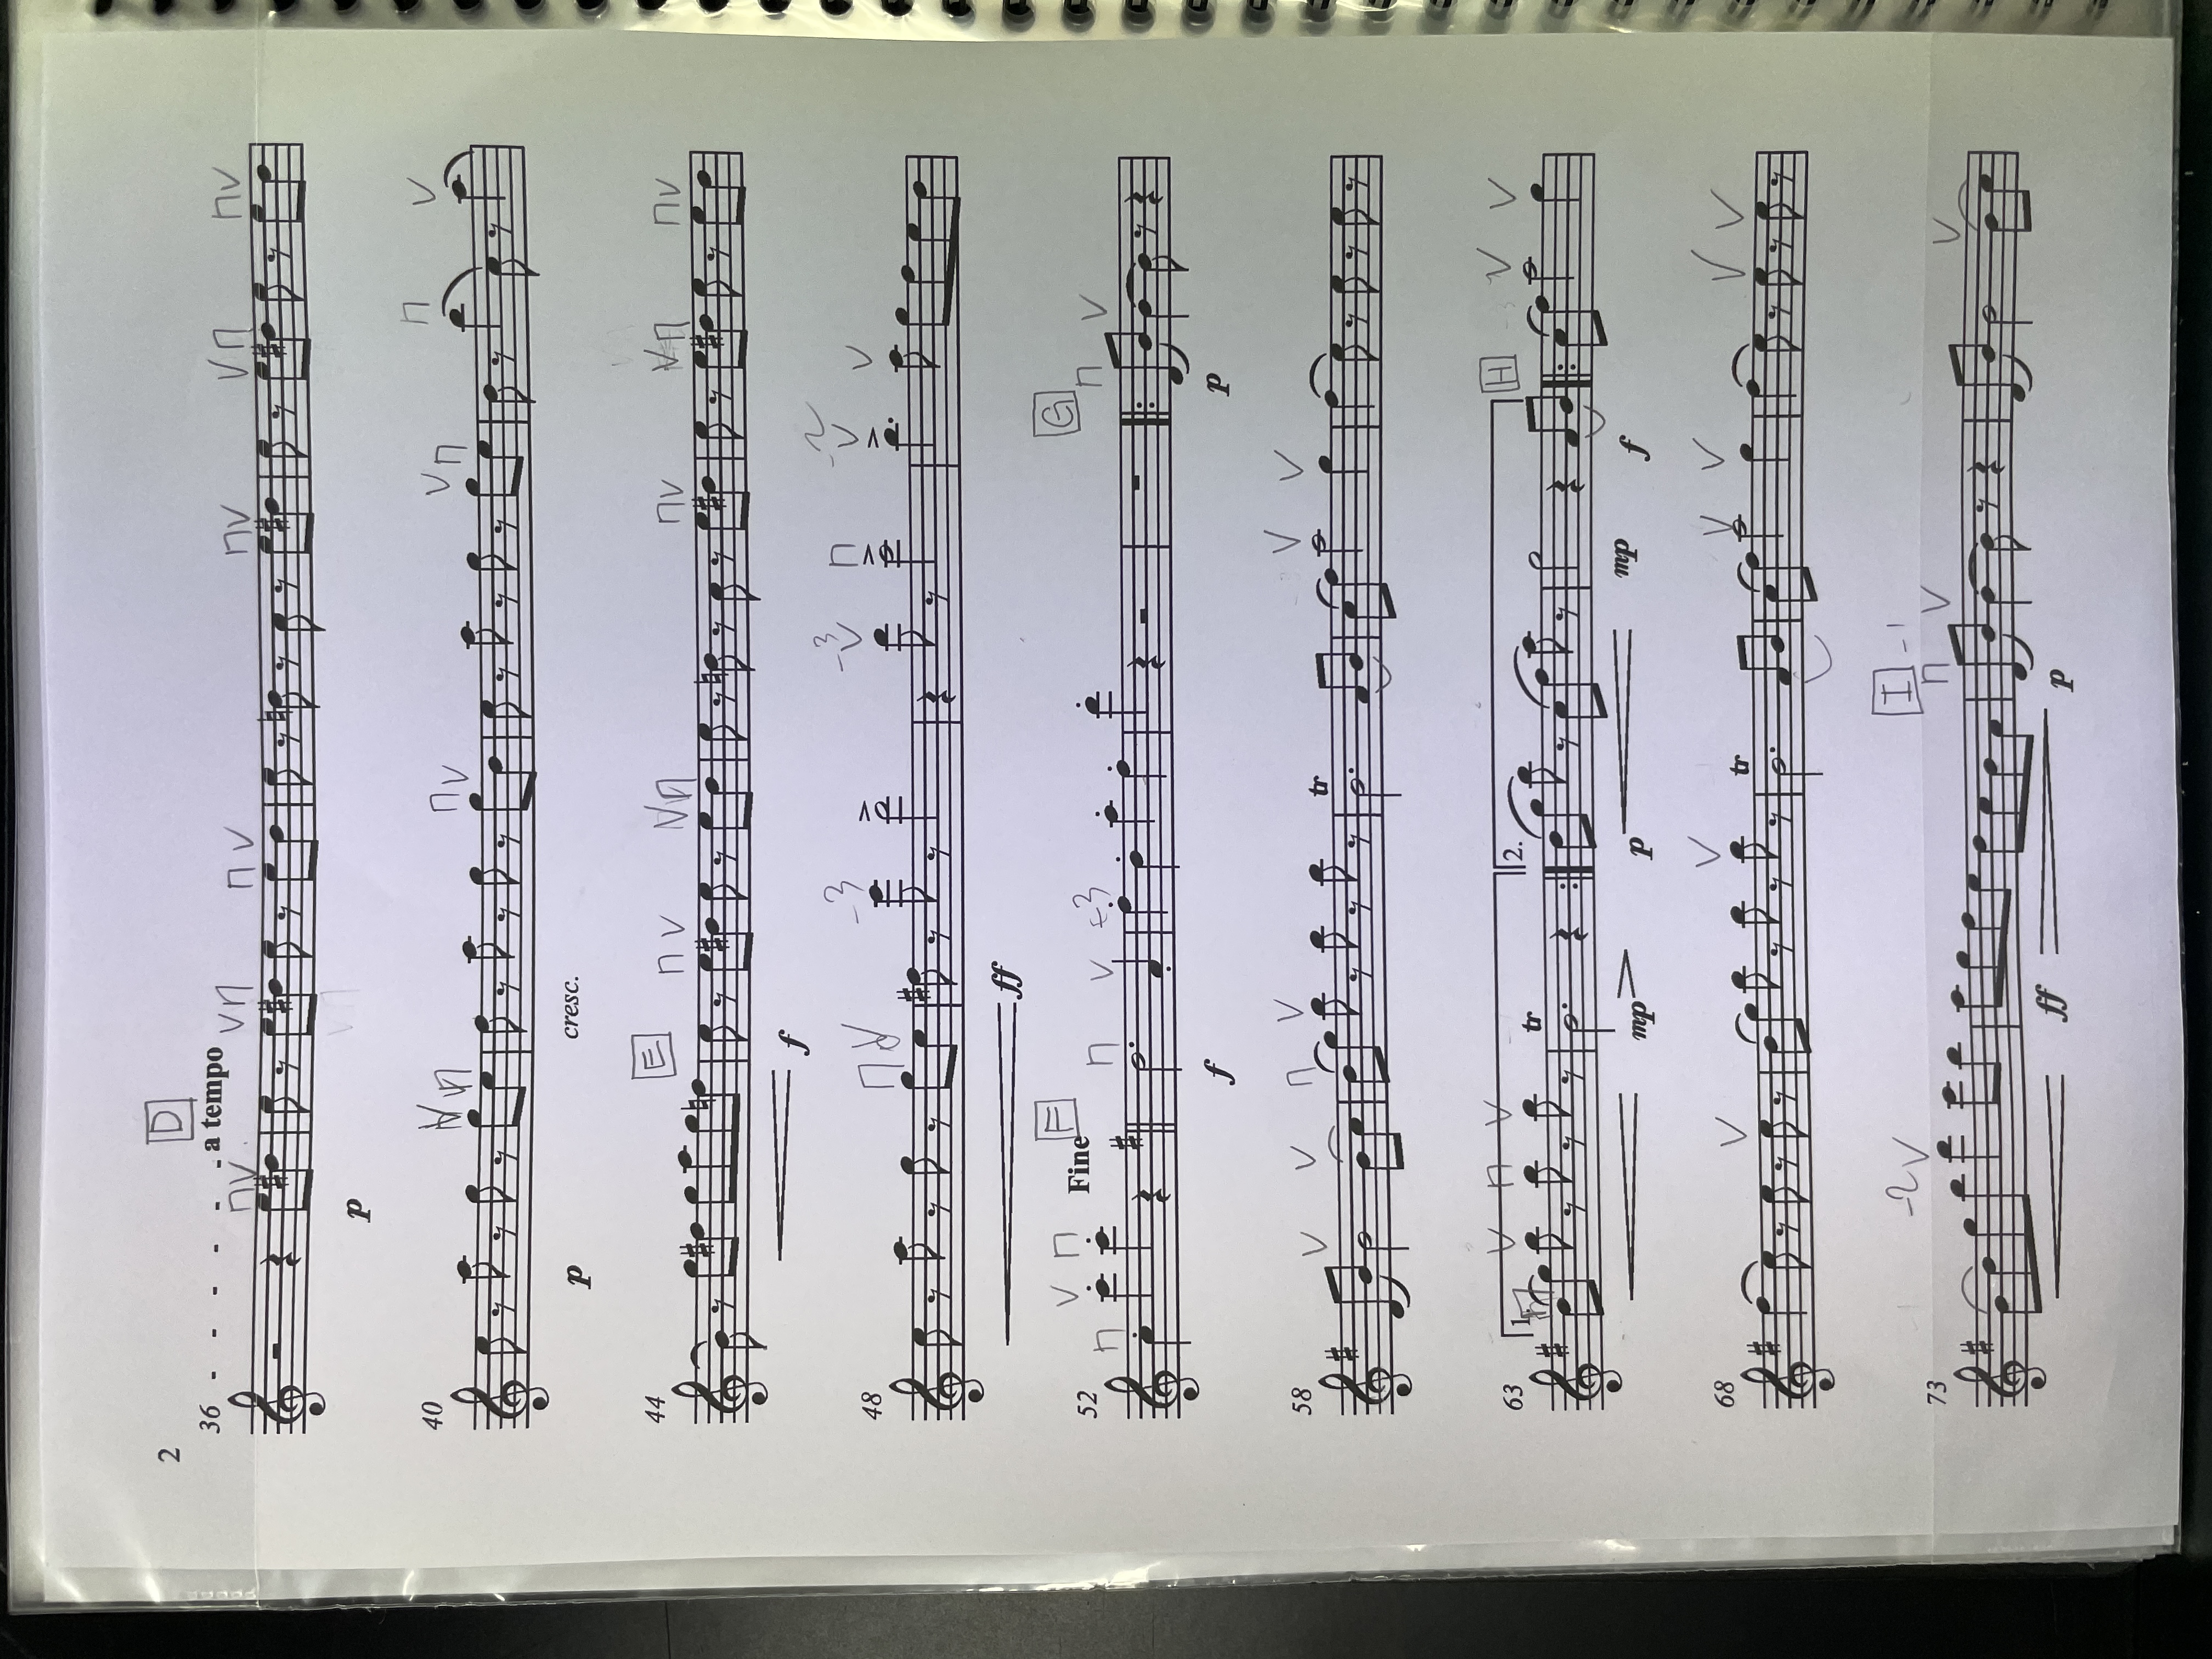 2
D
36 - - - - - - a tempo
p
40
p cresc.
44 E
f
-3 -3 -2
48
ff
52 Fine F -3 G
f p
58
tr
63 1. tr 2. H
mp p mp f
68 tr
-2 I -1
73
ff p